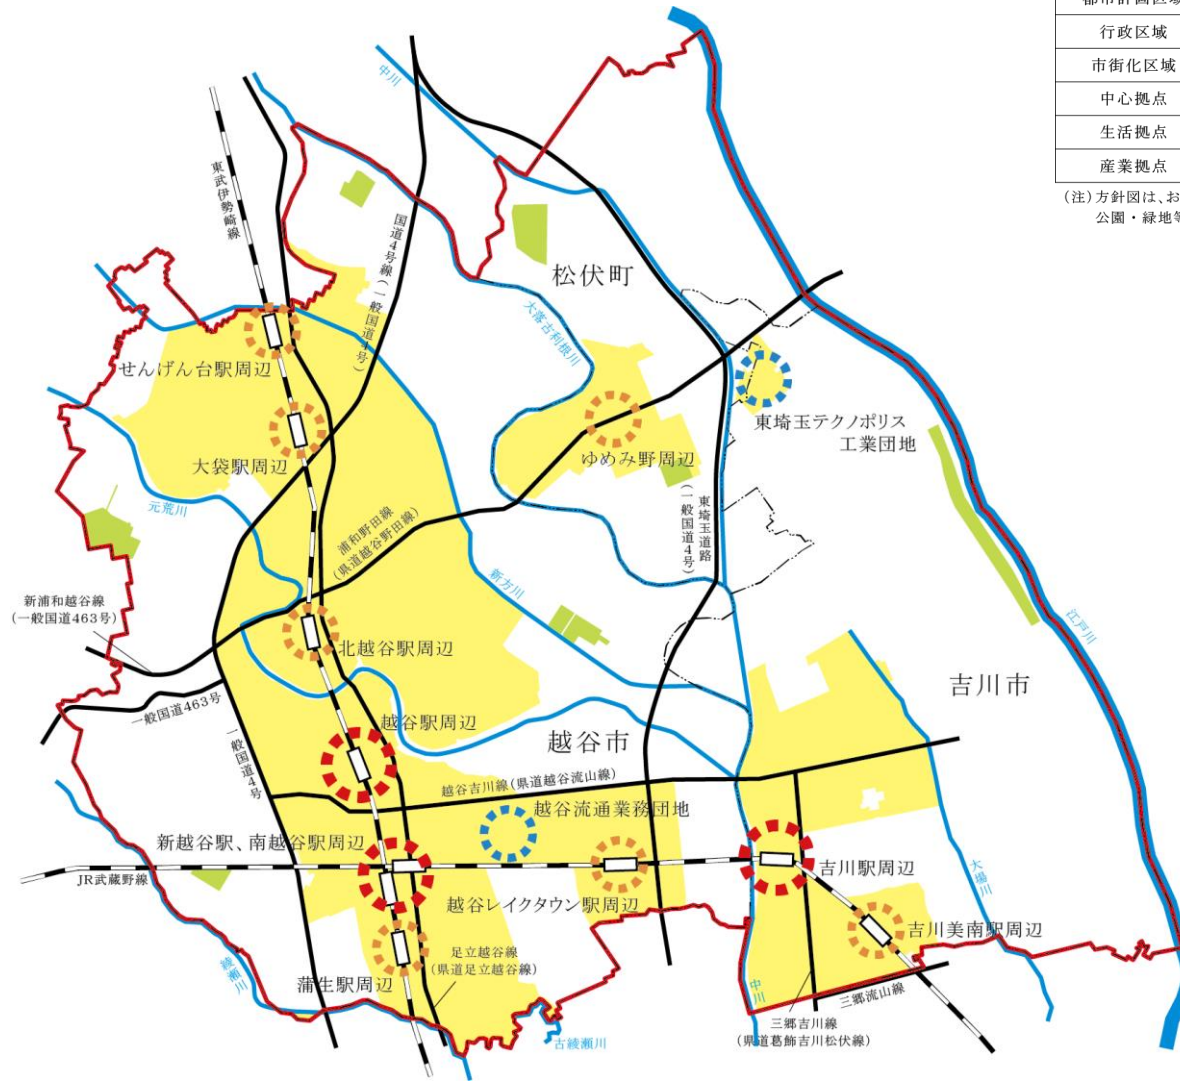 行政区域
市街化区域
中心拠点
生活拠点
産業拠点
(注)方針図は、お
公園・緑地等
中川
東武伊勢崎線
国道4号線(一般国道4号)
松伏町
大落古利根川
せんげん台駅周辺
東埼玉テクノポリス
工業団地
大袋駅周辺
ゆめみ野周辺
元荒川
浦和野田線
(県道越谷野田線)
東埼玉道路
(一般国道4号)
新方川
新浦和越谷線
(一般国道463号)
江戸川
北越谷駅周辺
吉川市
一般国道463号
越谷駅周辺
越谷市
一般国道4号
越谷吉川線(県道越谷流山線)
越谷流通業務団地
新越谷駅、南越谷駅周辺
JR武蔵野線
吉川駅周辺
大場川
越谷レイクタウン駅周辺
吉川美南駅周辺
足立越谷線
(県道足立越谷線)
綾瀬川
蒲生駅周辺
中川
三郷流山線
三郷吉川線
(県道葛飾吉川松伏線)
古綾瀬川